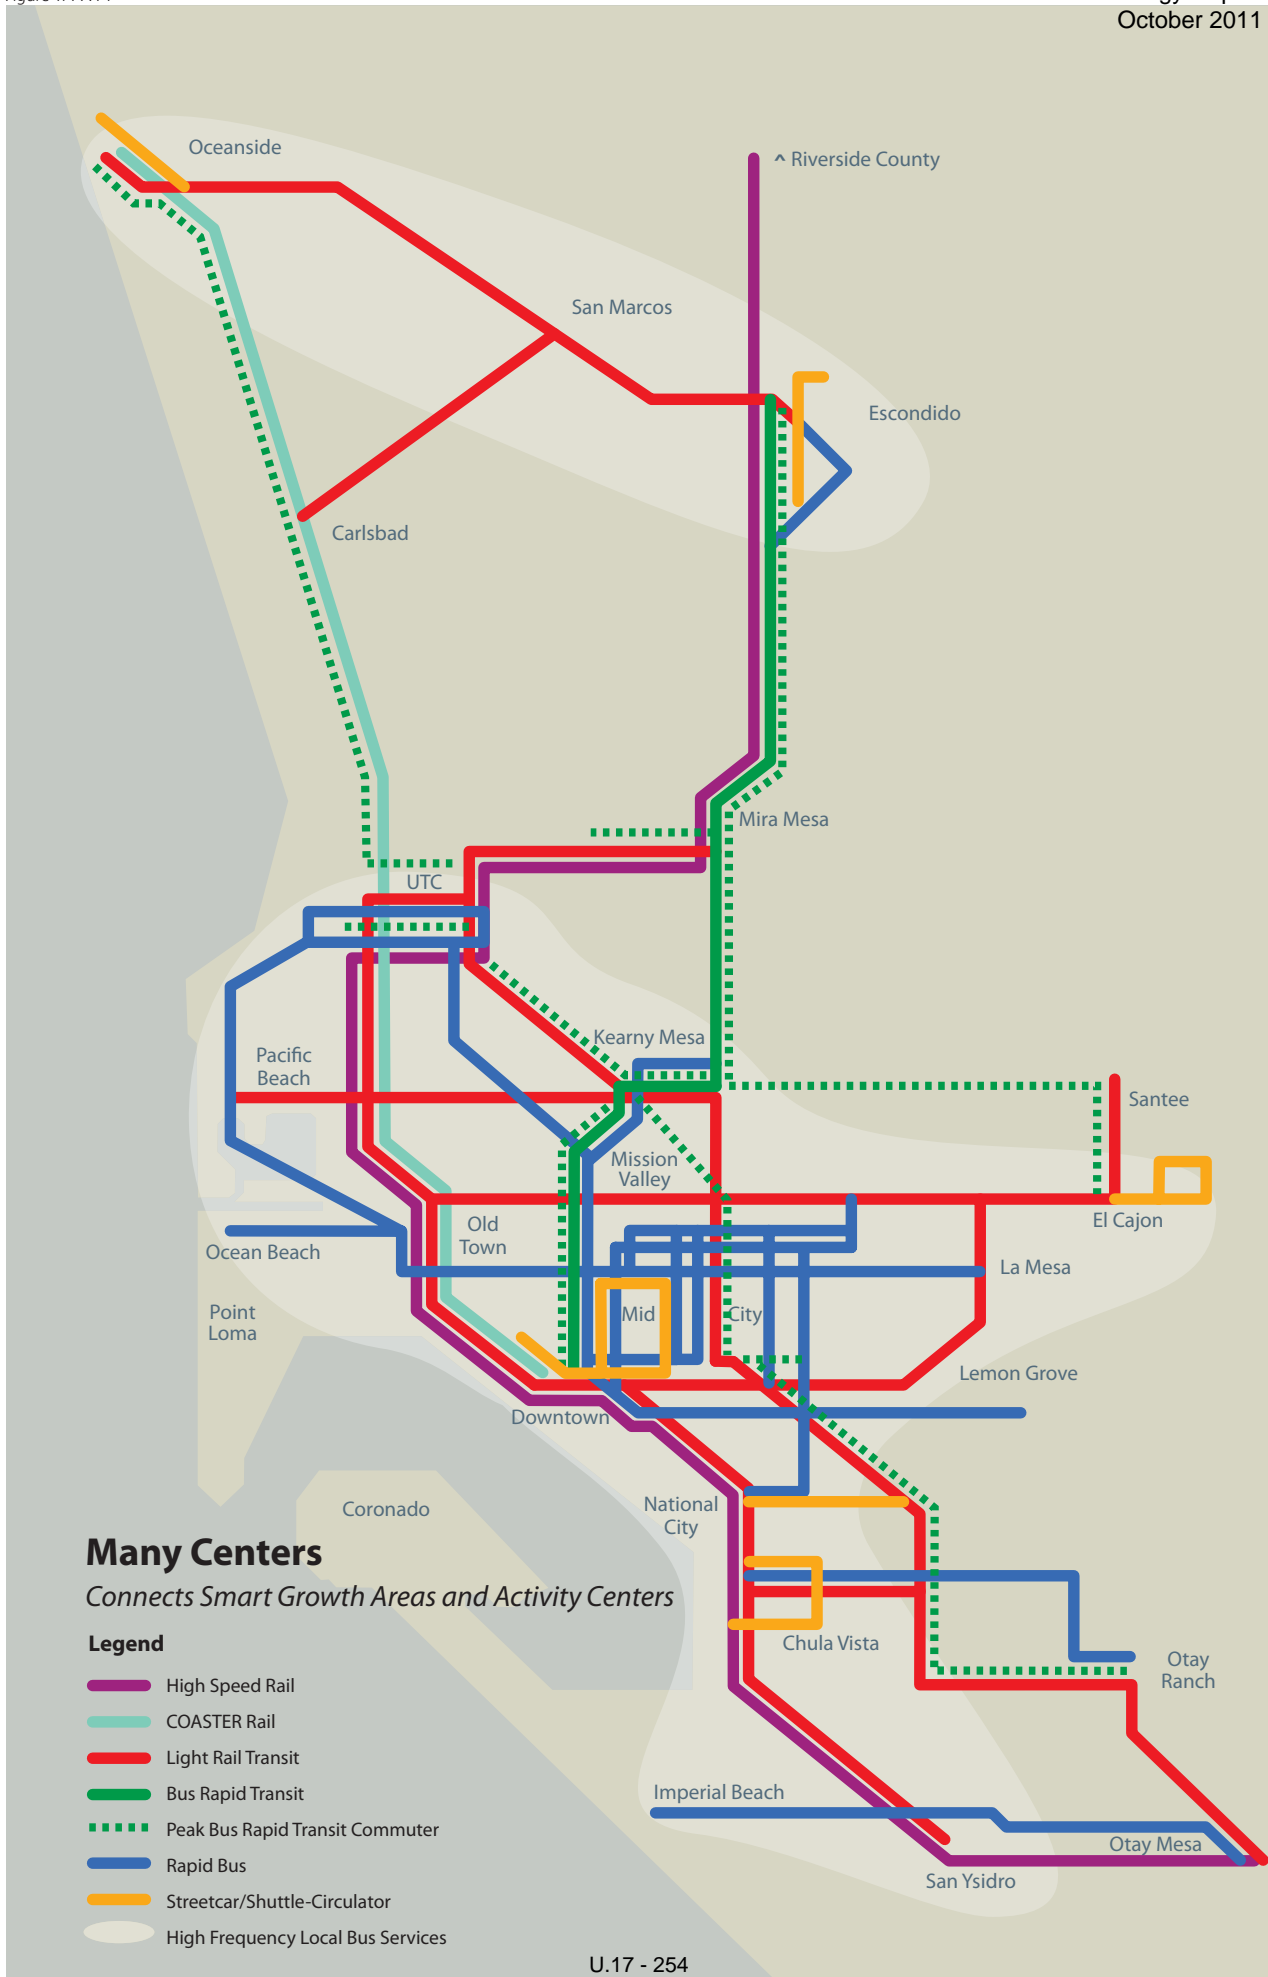 October 2011
Oceanside
^ Riverside County
San Marcos
Escondido
Carlsbad
Mira Mesa
UTC
Kearny Mesa
Pacific
Beach
Santee
Mission
Valley
El Cajon
Old
Town
Ocean Beach
La Mesa
Point
Loma
Mid
City
Lemon Grove
Downtown
National
City
Coronado
Many Centers
Connects Smart Growth Areas and Activity Centers
Legend
High Speed Rail
COASTER Rail
Light Rail Transit
Bus Rapid Transit
Peak Bus Rapid Transit Commuter
Rapid Bus
Streetcar/Shuttle-Circulator
High Frequency Local Bus Services
Chula Vista
Otay
Ranch
Imperial Beach
Otay Mesa
San Ysidro
U.17 - 254